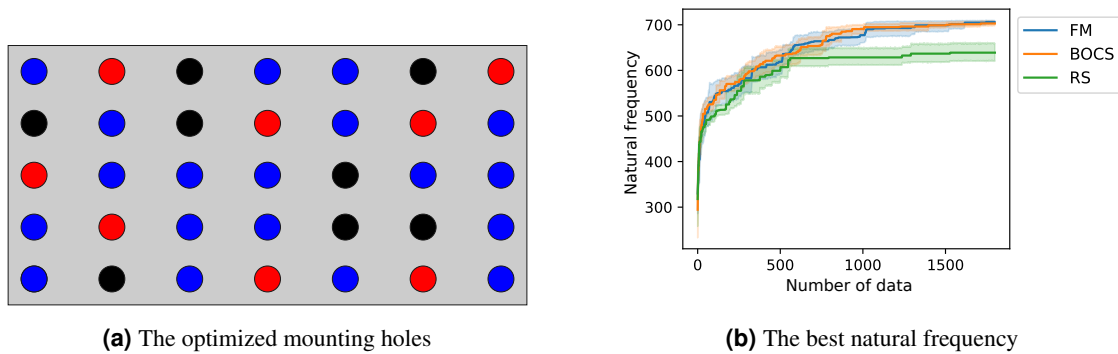 (a) The optimized mounting holes
Natural frequency
700
600
500
400
300
0
500
1000
1500
Number of data
FM
BOCS
RS
(b) The best natural frequency